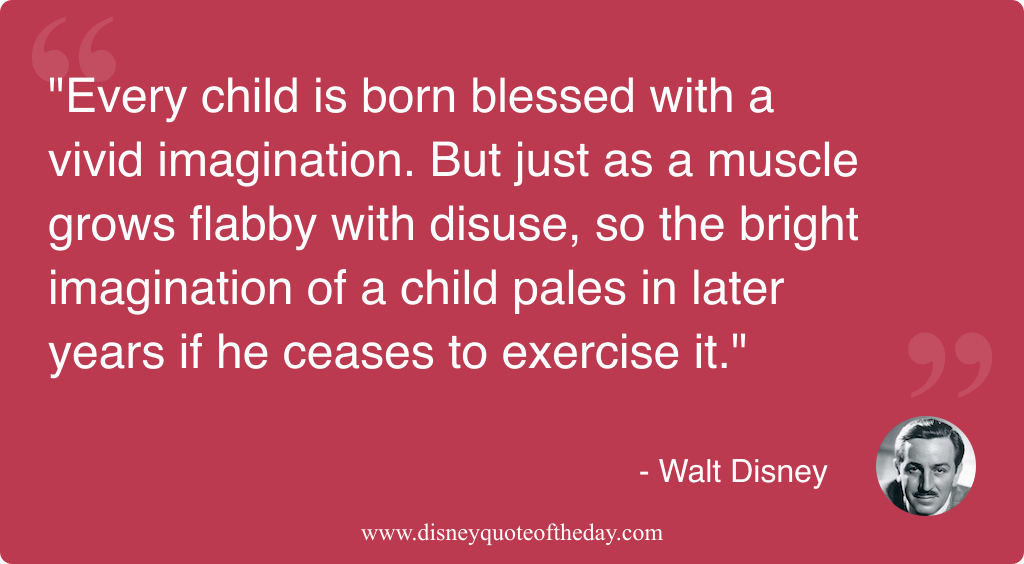 "Every child is born blessed with a
vivid imagination. But just as a muscle
grows flabby with disuse, so the bright
imagination of a child pales in later
years if he ceases to exercise it."
- Walt Disney
www.disneyquoteoftheday.com